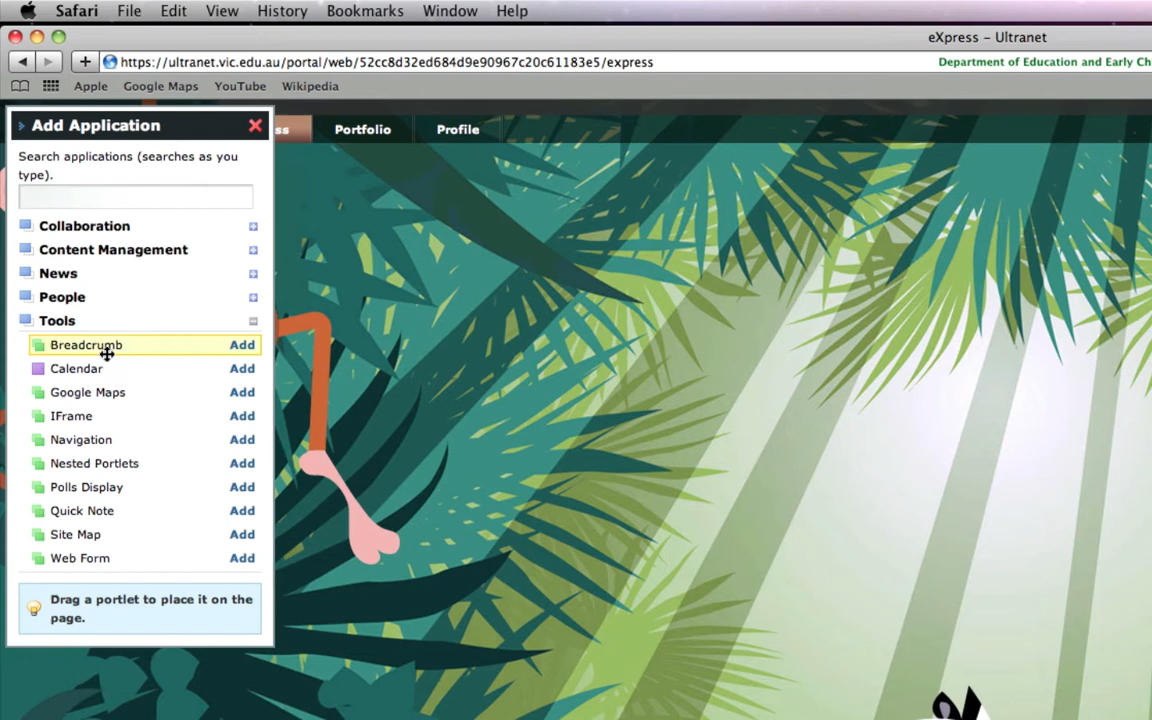 Safari File Edit View History Bookmarks Window Help
eXpress – Ultranet
https://ultranet.vic.edu.au/portal/web/52cc8d32ed684d9e90967c20c61183e5/express
Department of Education and Early Ch
Apple Google Maps YouTube Wikipedia
Add Application
ss Portfolio Profile
Search applications (searches as you
type).
Collaboration
Content Management
News
People
Tools
Breadcrumb Add
Calendar Add
Google Maps Add
IFrame Add
Navigation Add
Nested Portlets Add
Polls Display Add
Quick Note Add
Site Map Add
Web Form Add
Drag a portlet to place it on the
page.